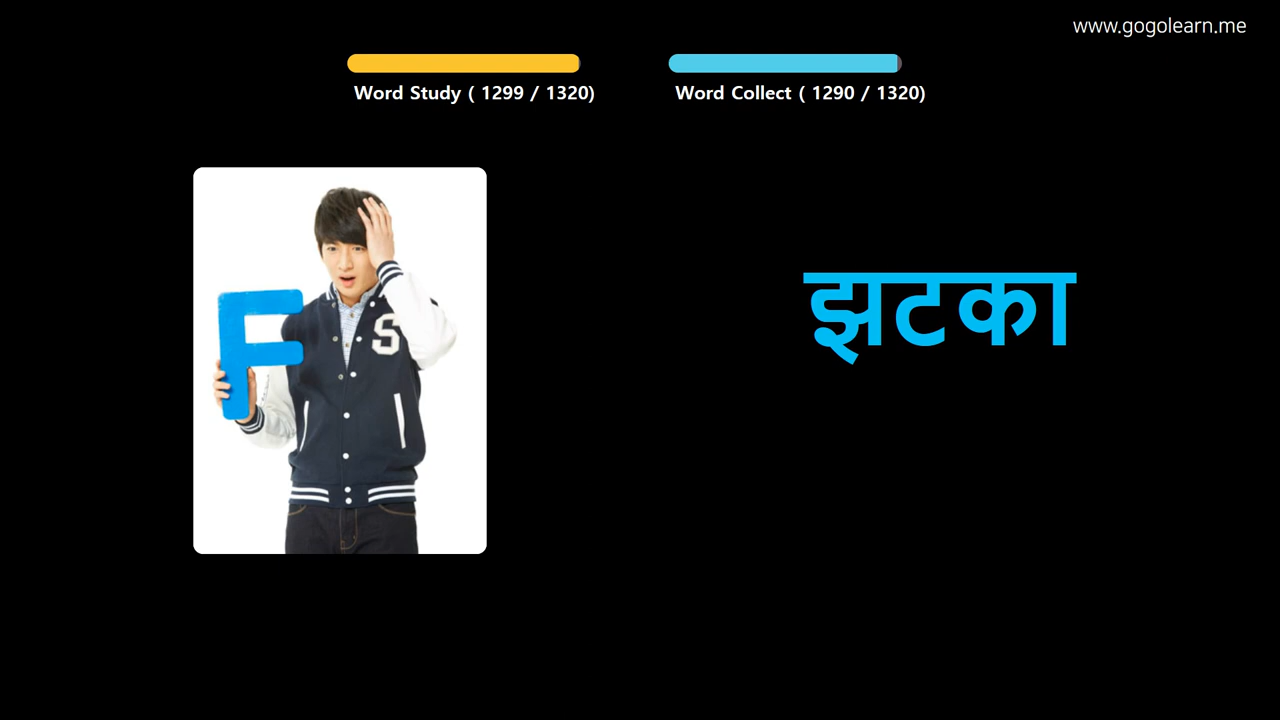 www.gogolearn.me
Word Study ( 1299 / 1320)
Word Collect ( 1290 / 1320)
F
S
झटका